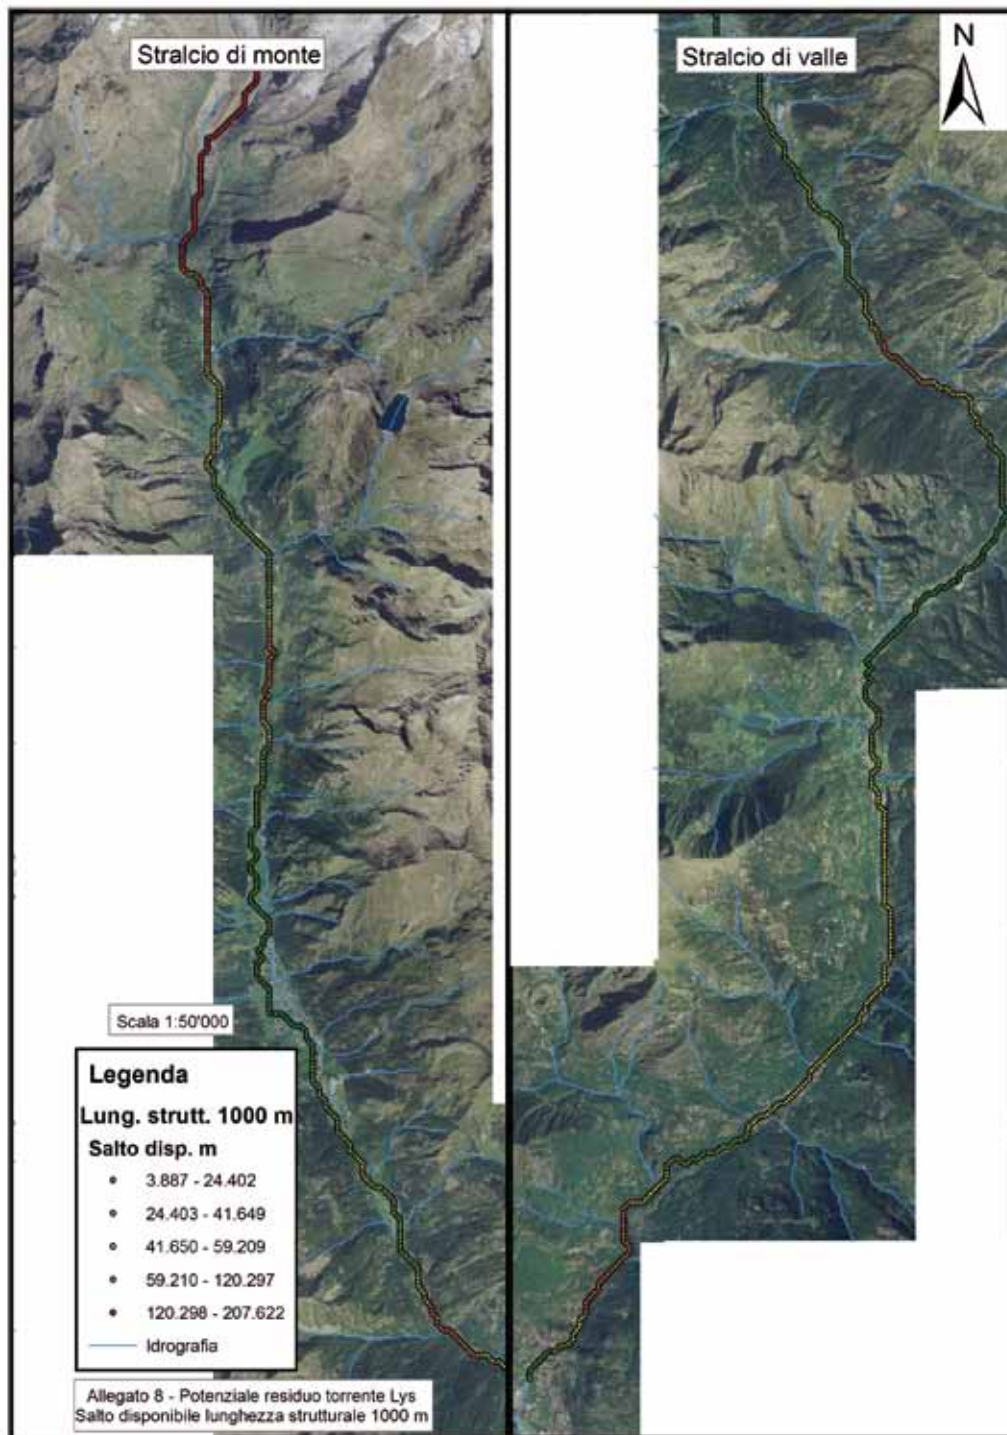 Stralcio di monte
Stralcio di valle
N
Scala 1:50'000
Legenda
Lung. strutt. 1000 m
Salto disp. m
3.887 - 24.402
24.403 - 41.649
41.650 - 59.209
59.210 - 120.297
120.298 - 207.622
Idrografia
Allegato 8 - Potenziale residuo torrente Lys
Salto disponibile lunghezza strutturale 1000 m